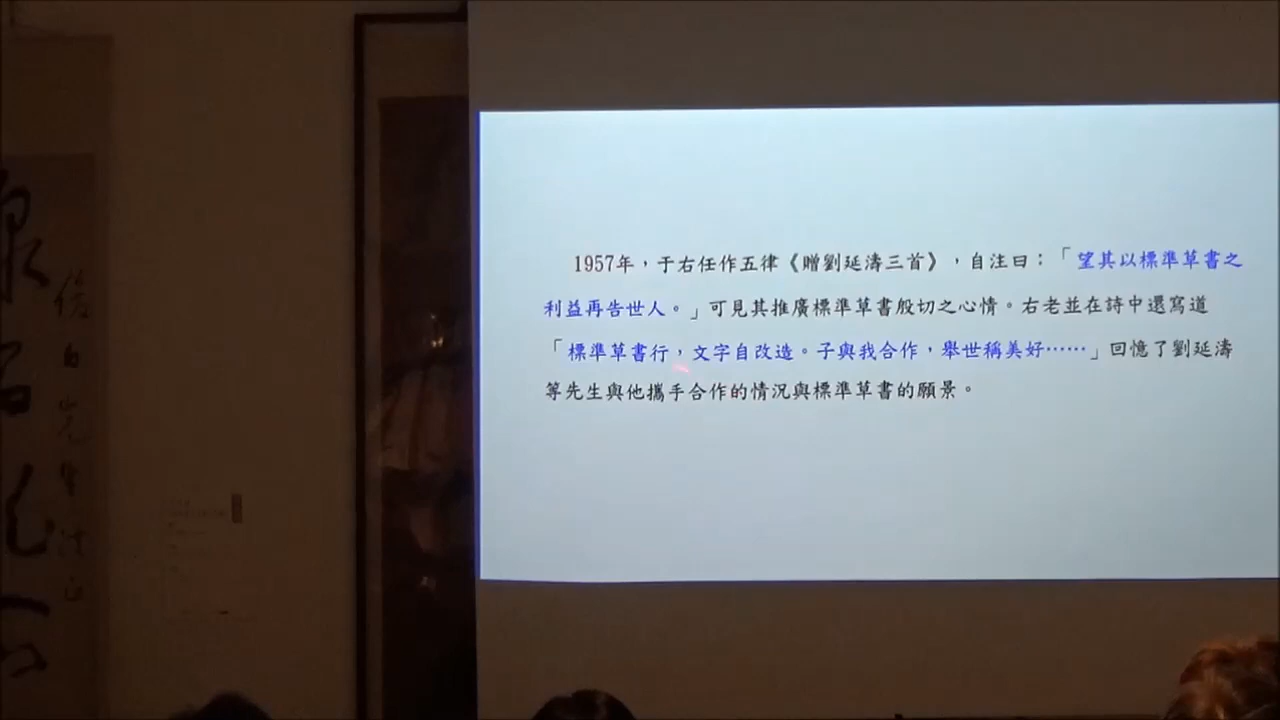 1957年，于右任作五律《贈劉延濤三首》，自注曰：「望其以標準草書之
利益再告世人。」可見其推廣標準草書殷切之心情。右老並在詩中還寫道
「標準草書行，文字自改造。子與我合作，舉世稱美好……」回憶了劉延濤
等先生與他攜手合作的情況與標準草書的願景。